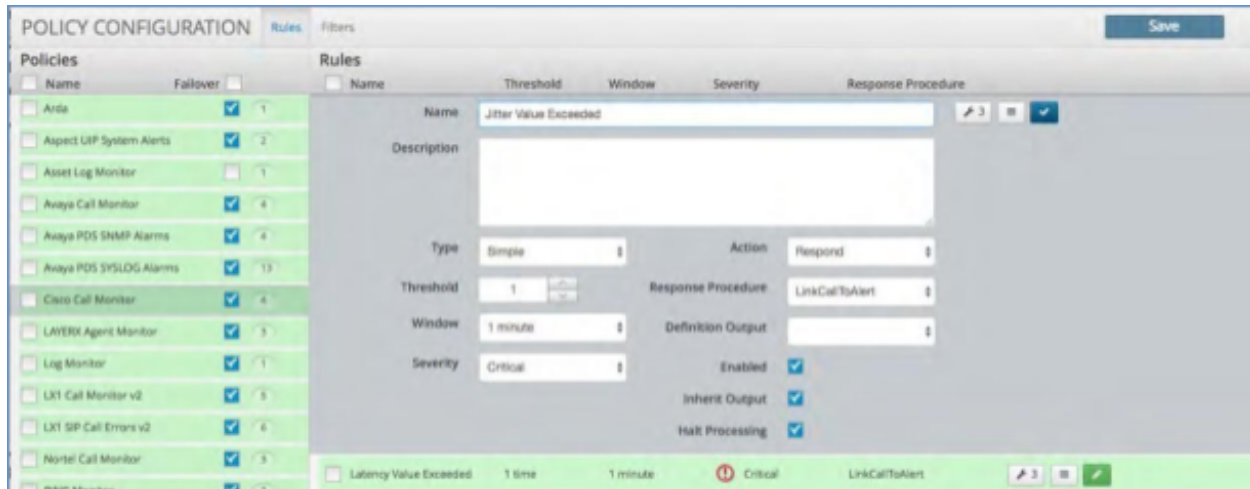 POLICY CONFIGURATION Rules Filters Save
Policies
Name Failover
Arda 1
Aspect UIP System Alerts 2
Asset Log Monitor 1
Avaya Call Monitor 4
Avaya PDS SNMP Alarms 4
Avaya PDS SYSLOG Alarms 13
Cisco Call Monitor 4
LAYERX Agent Monitor 3
Log Monitor 1
LX1 Call Monitor v2 5
LX1 SIP Call Errors v2 6
Nortel Call Monitor 3
Rules
Name Threshold Window Severity Response Procedure
Name Jitter Value Exceeded 3
Description
Type Simple Action Respond
Threshold 1 Response Procedure LinkCallToAlert
Window 1 minute Definition Output
Severity Critical Enabled
Inherit Output
Halt Processing
Latency Value Exceeded 1 time 1 minute Critical LinkCallToAlert 3